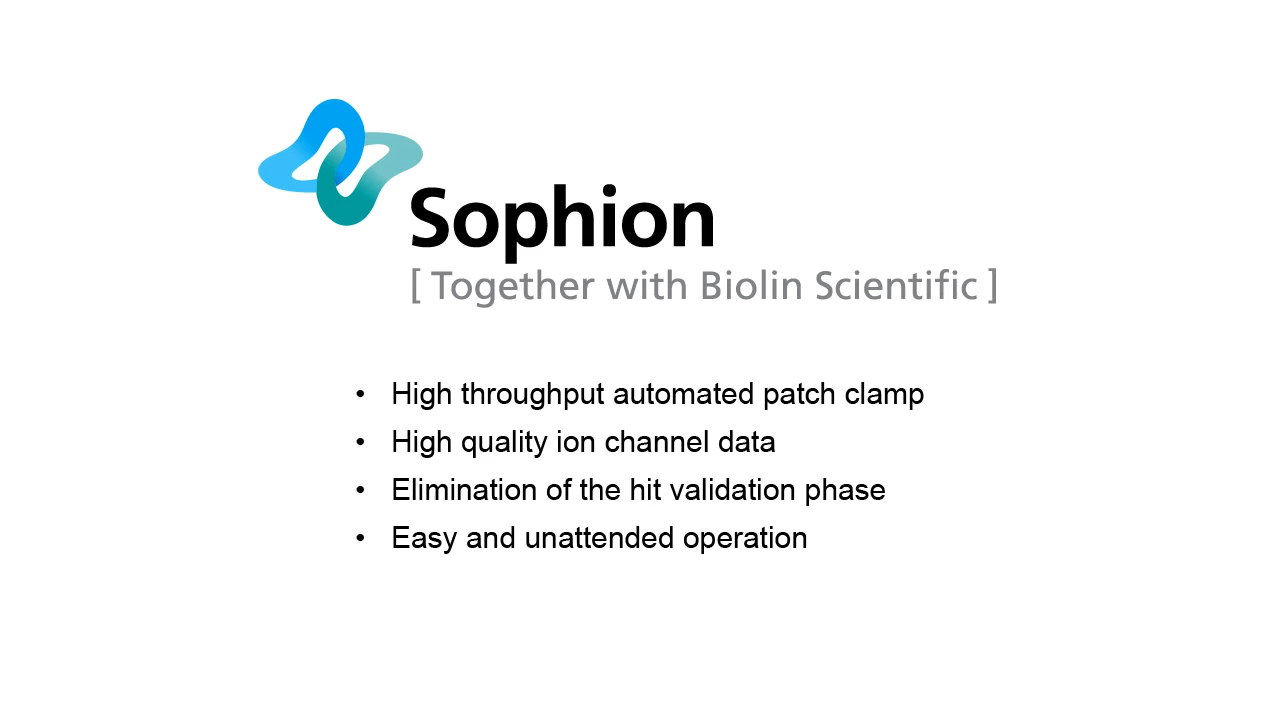 Sophion
[ Together with Biolin Scientific ]
• High throughput automated patch clamp
• High quality ion channel data
• Elimination of the hit validation phase
• Easy and unattended operation